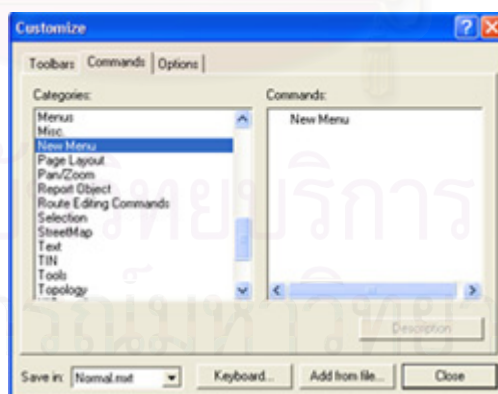 Customize
Toolbars Commands Options
Categories:
Menus
Misc.
New Menu
Page Layout
Pan/Zoom
Report Object
Route Editing Commands
Selection
StreetMap
Text
TIN
Tools
Topology
Commands:
New Menu
Description
Save in: Normal.mxt Keyboard... Add from file... Close